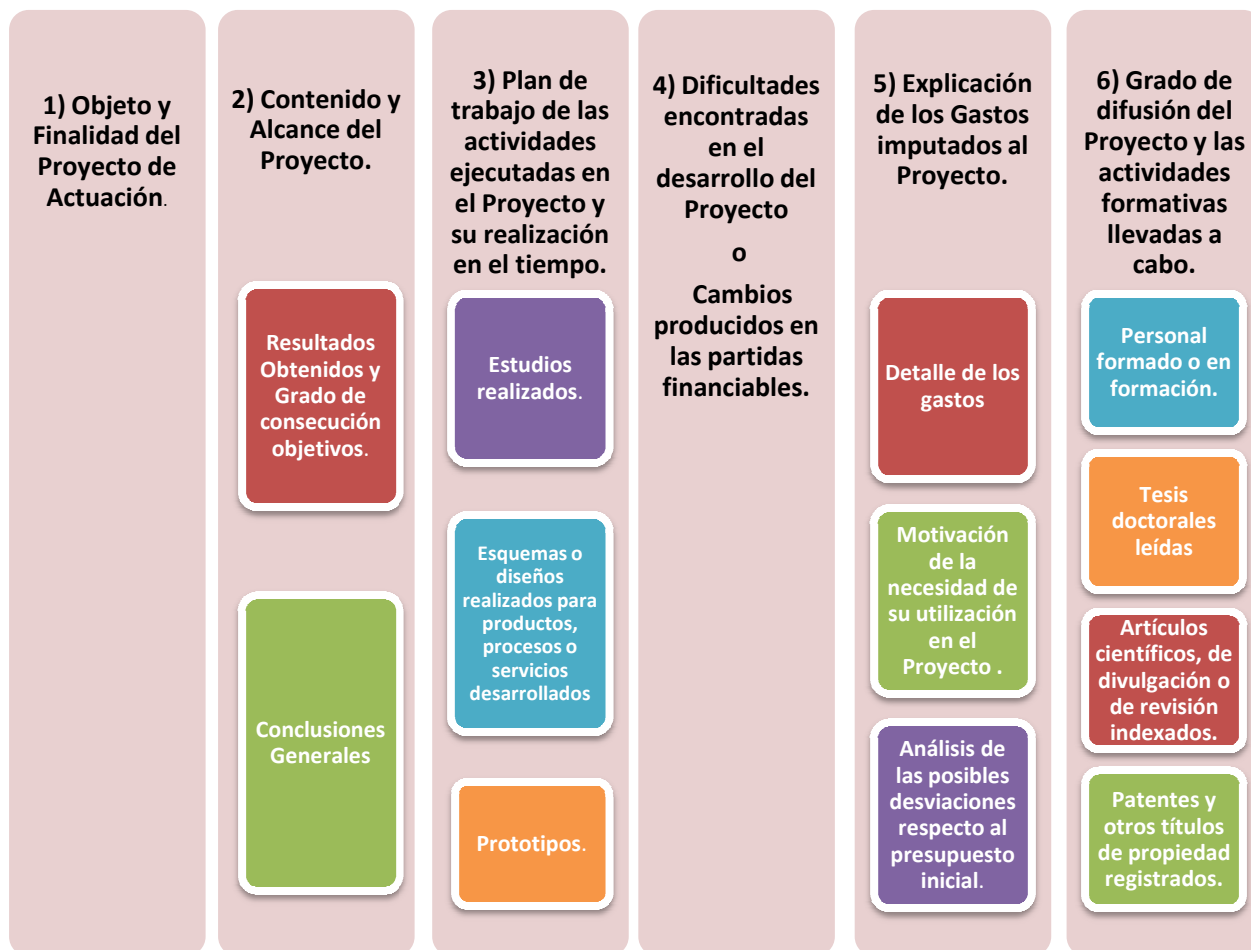 1) Objeto y
Finalidad del
Proyecto de
Actuación.
2) Contenido y
Alcance del
Proyecto.
Resultados
Obtenidos y
Grado de
consecución
objetivos.
Conclusiones
Generales
3) Plan de
trabajo de las
actividades
ejecutadas en
el Proyecto y
su realización
en el tiempo.
Estudios
realizados.
Esquemas o
diseños
realizados para
productos,
procesos o
servicios
desarrollados
Prototipos.
4) Dificultades
encontradas
en el
desarrollo del
Proyecto
o
Cambios
producidos en
las partidas
financiables.
5) Explicación
de los Gastos
imputados al
Proyecto.
Detalle de los
gastos
Motivación
de la
necesidad de
su utilización
en el
Proyecto .
Análisis de
las posibles
desviaciones
respecto al
presupuesto
inicial.
6) Grado de
difusión del
Proyecto y las
actividades
formativas
llevadas a
cabo.
Personal
formado o en
formación.
Tesis
doctorales
leídas
Artículos
científicos, de
divulgación o
de revisión
indexados.
Patentes y
otros títulos
de propiedad
registrados.